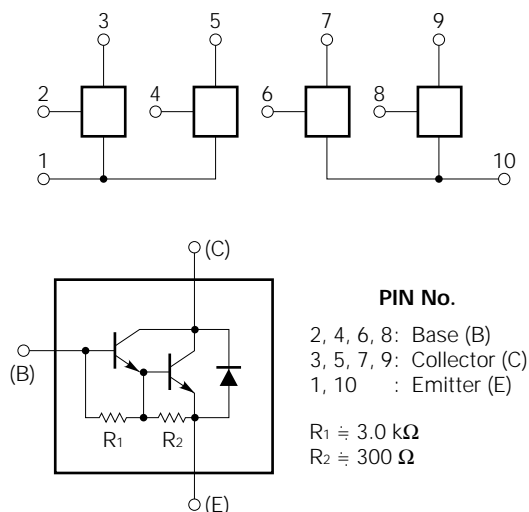 3 5 7 9
2 4 6 8
1 10
(C)
PIN No.
2, 4, 6, 8: Base (B)
(B)
3, 5, 7, 9: Collector (C)
1, 10 : Emitter (E)
R1 R2
R1 ≒ 3.0 kΩ
R2 ≒ 300 Ω
(E)